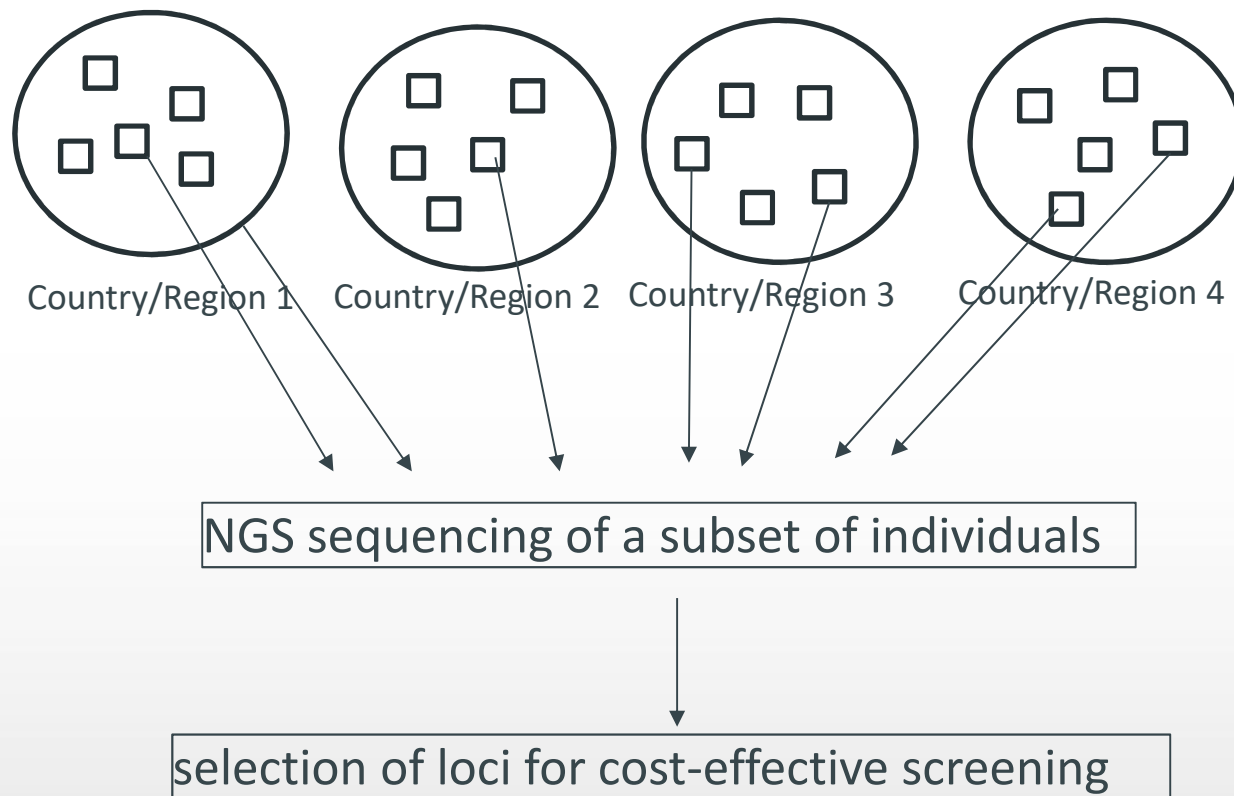 Country/Region 1
Country/Region 2
Country/Region 3
Country/Region 4
NGS sequencing of a subset of individuals
selection of loci for cost-effective screening